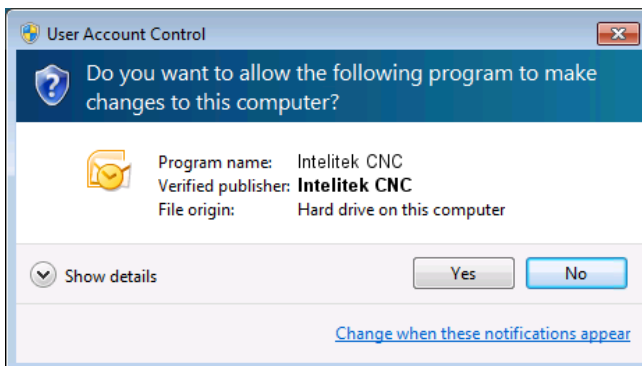 User Account Control
Do you want to allow the following program to make
changes to this computer?
Program name: Intelitek CNC
Verified publisher: Intelitek CNC
File origin: Hard drive on this computer
Show details
Yes No
Change when these notifications appear